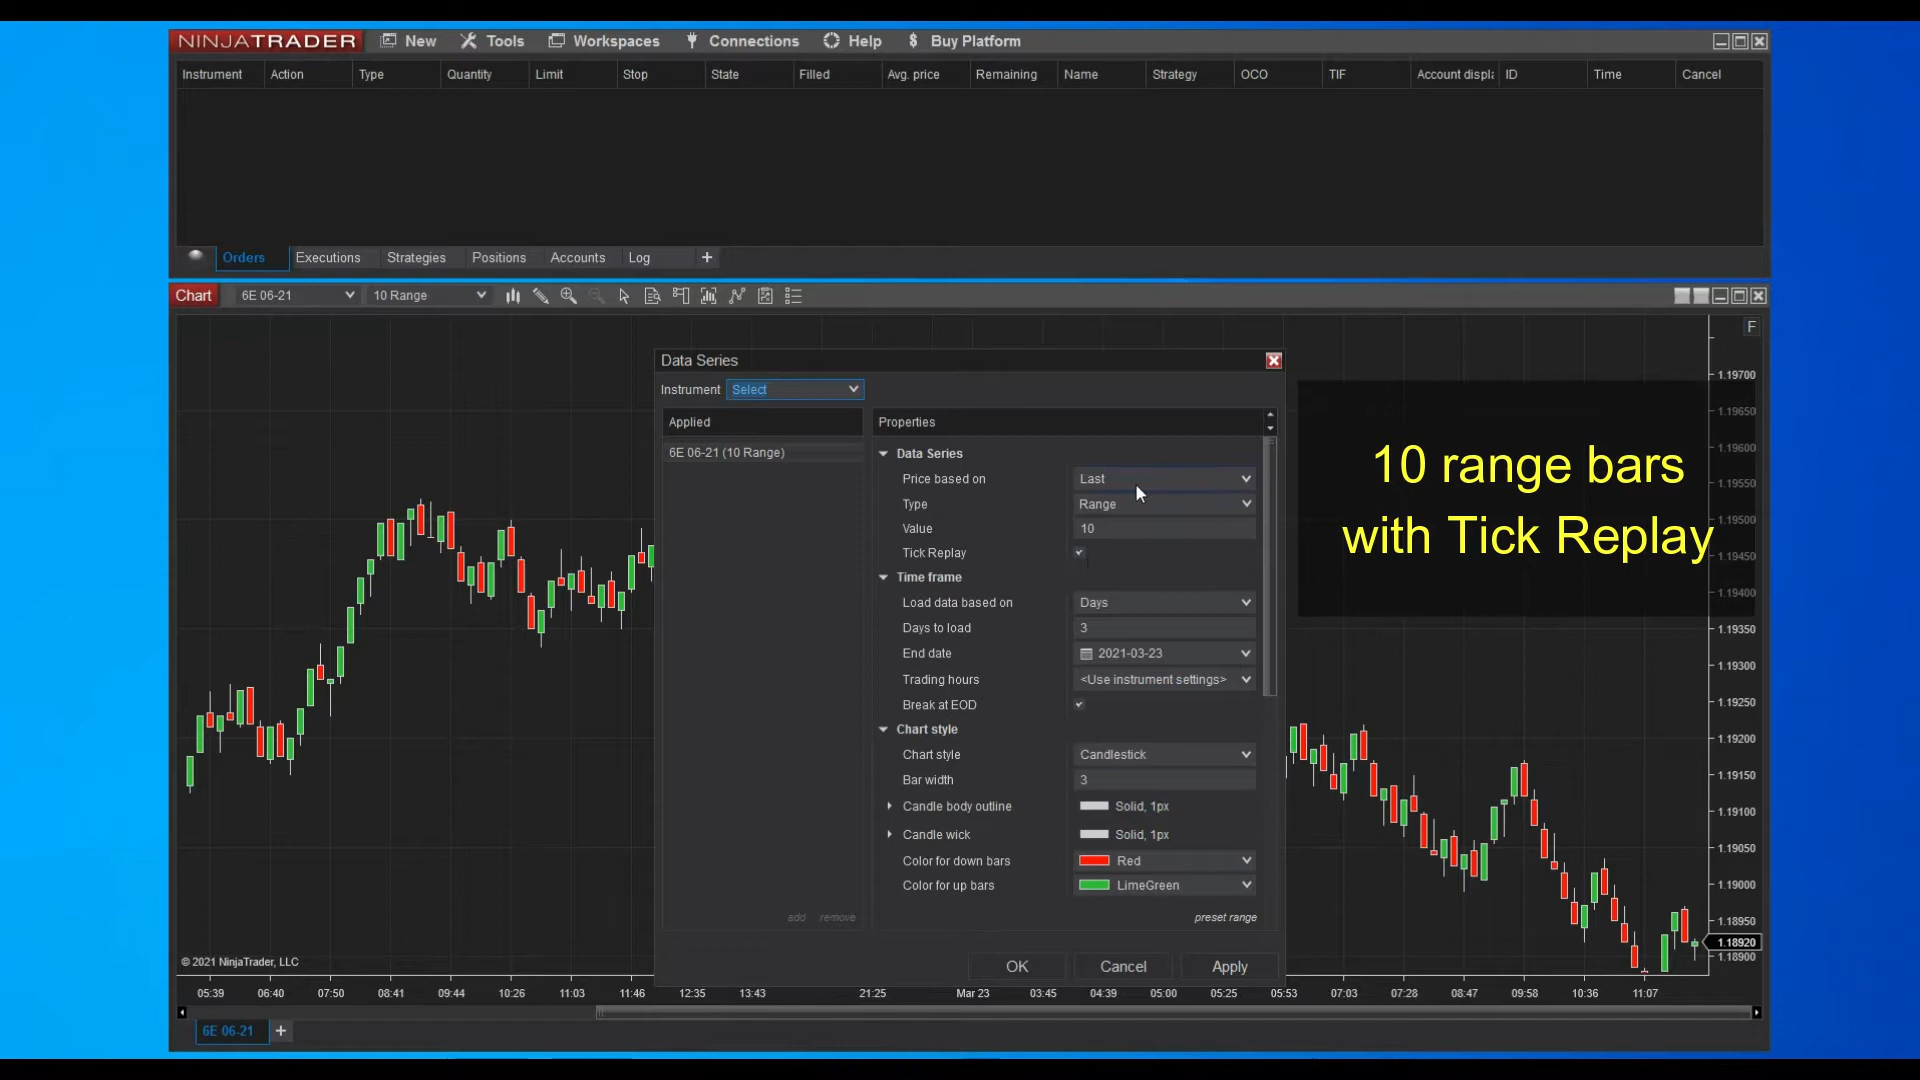 NINJATRADER New Tools Workspaces Connections Help $ Buy Platform
Instrument Action Type Quantity Limit Stop State Filled Avg. price Remaining Name Strategy OCO TIF Account displa ID Time Cancel
Orders Executions Strategies Positions Accounts Log +
Chart 6E 06-21 10 Range
F
Data Series
Instrument Select
Applied
6E 06-21 (10 Range)
add remove
Properties
Data Series
Price based on Last
Type Range
Value 10
Tick Replay
Time frame
Load data based on Days
Days to load 3
End date 2021-03-23
Trading hours <Use instrument settings>
Break at EOD
Chart style
Chart style Candlestick
Bar width 3
Candle body outline Solid, 1px
Candle wick Solid, 1px
Color for down bars Red
Color for up bars LimeGreen
preset range
OK Cancel Apply
10 range bars
with Tick Replay
1.19700
1.19650
1.19600
1.19550
1.19500
1.19450
1.19400
1.19350
1.19300
1.19250
1.19200
1.19150
1.19100
1.19050
1.19000
1.18950
1.18920
1.18900
© 2021 NinjaTrader, LLC
05:39 06:40 07:50 08:41 09:44 10:26 11:03 11:46 12:35 13:43 21:25 Mar 23 03:45 04:39 05:00 05:25 05:53 07:03 07:28 08:47 09:58 10:36 11:07
6E 06-21 +